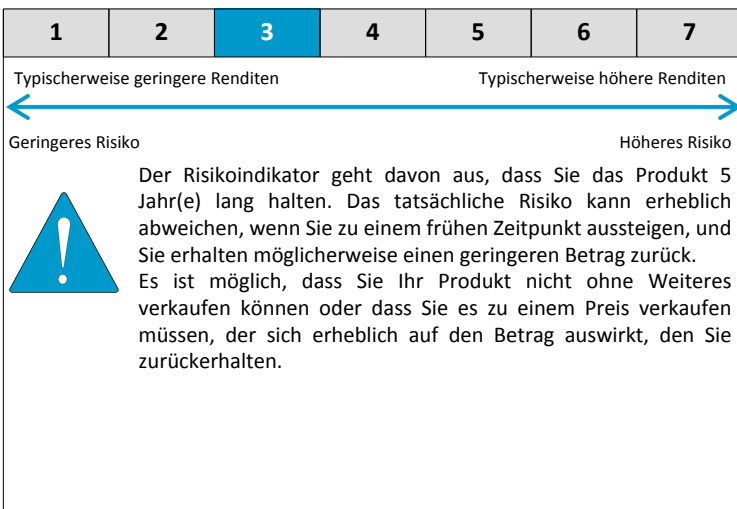 1 2 3 4 5 6 7
Typischerweise geringere Renditen Typischerweise höhere Renditen
Geringeres Risiko Höheres Risiko
Der Risikoindikator geht davon aus, dass Sie das Produkt 5
Jahr(e) lang halten. Das tatsächliche Risiko kann erheblich
abweichen, wenn Sie zu einem frühen Zeitpunkt aussteigen, und
Sie erhalten möglicherweise einen geringeren Betrag zurück.
Es ist möglich, dass Sie Ihr Produkt nicht ohne Weiteres
verkaufen können oder dass Sie es zu einem Preis verkaufen
müssen, der sich erheblich auf den Betrag auswirkt, den Sie
zurückerhalten.